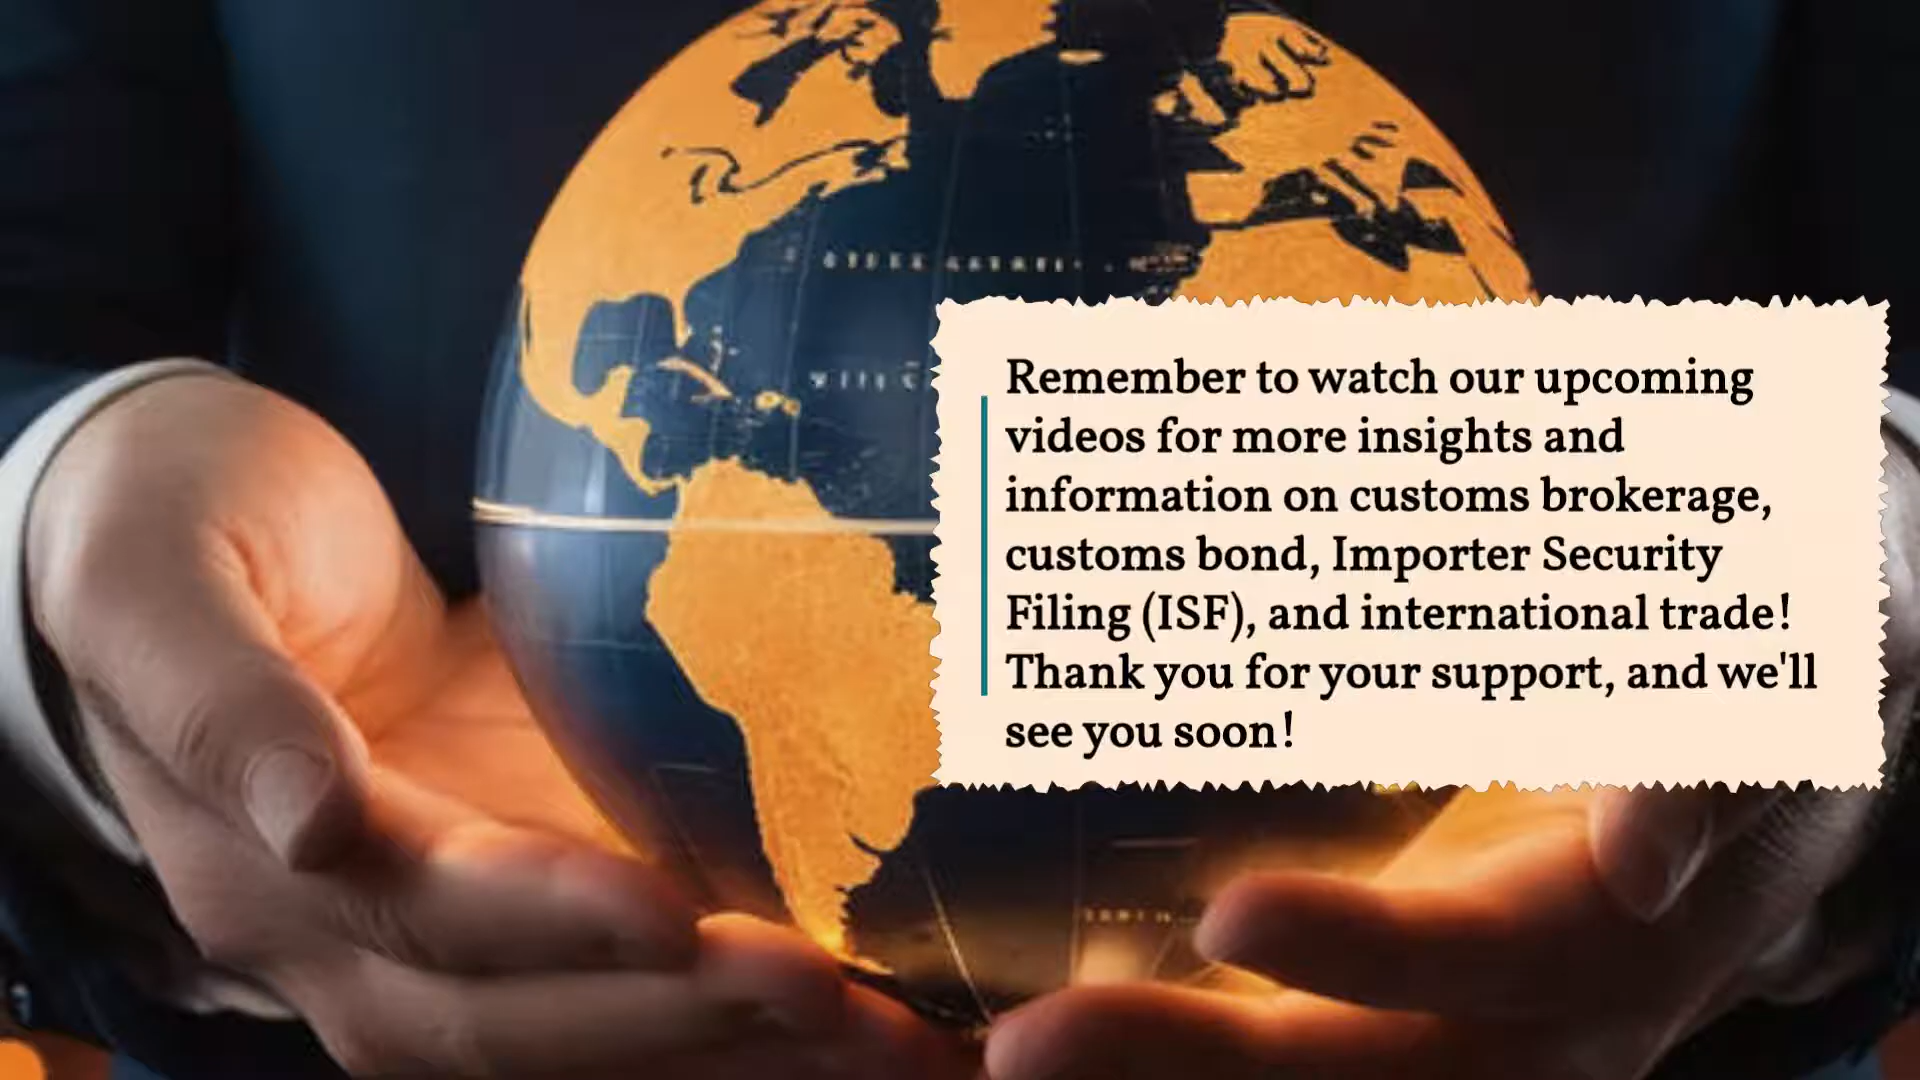 Remember to watch our upcoming
videos for more insights and
information on customs brokerage,
customs bond, Importer Security
Filing (ISF), and international trade!
Thank you for your support, and we'll
see you soon!